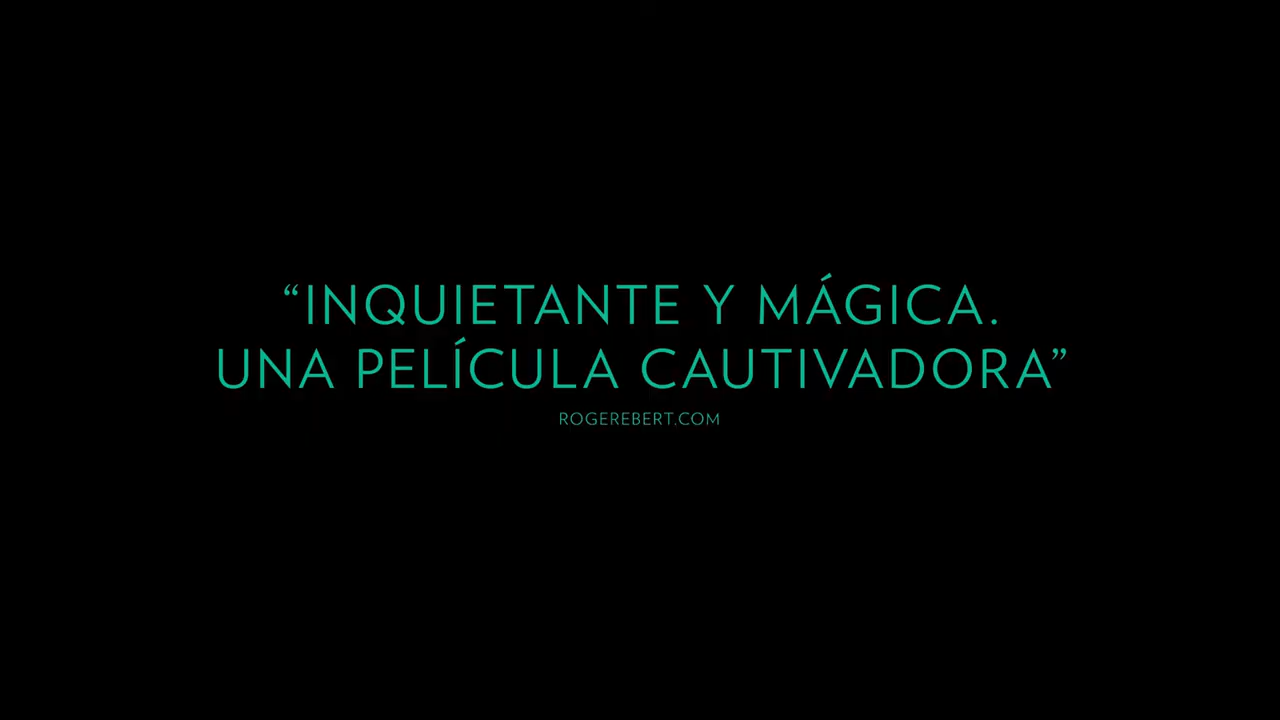 “INQUIETANTE Y MÁGICA.
UNA PELÍCULA CAUTIVADORA”
ROGEREBERT.COM